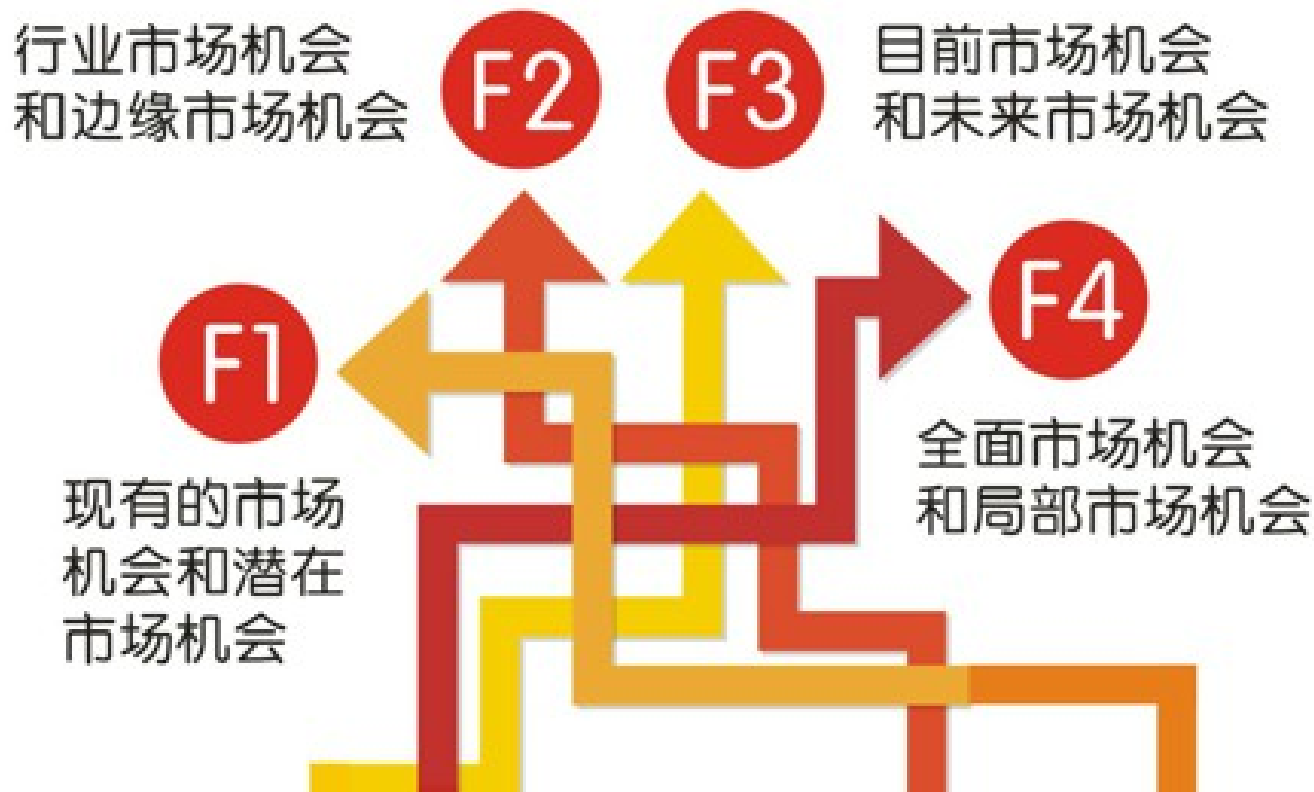 行业市场机会
和边缘市场机会
F2
F3
目前市场机会
和未来市场机会
F1
现有的市场
机会和潜在
市场机会
F4
全面市场机会
和局部市场机会